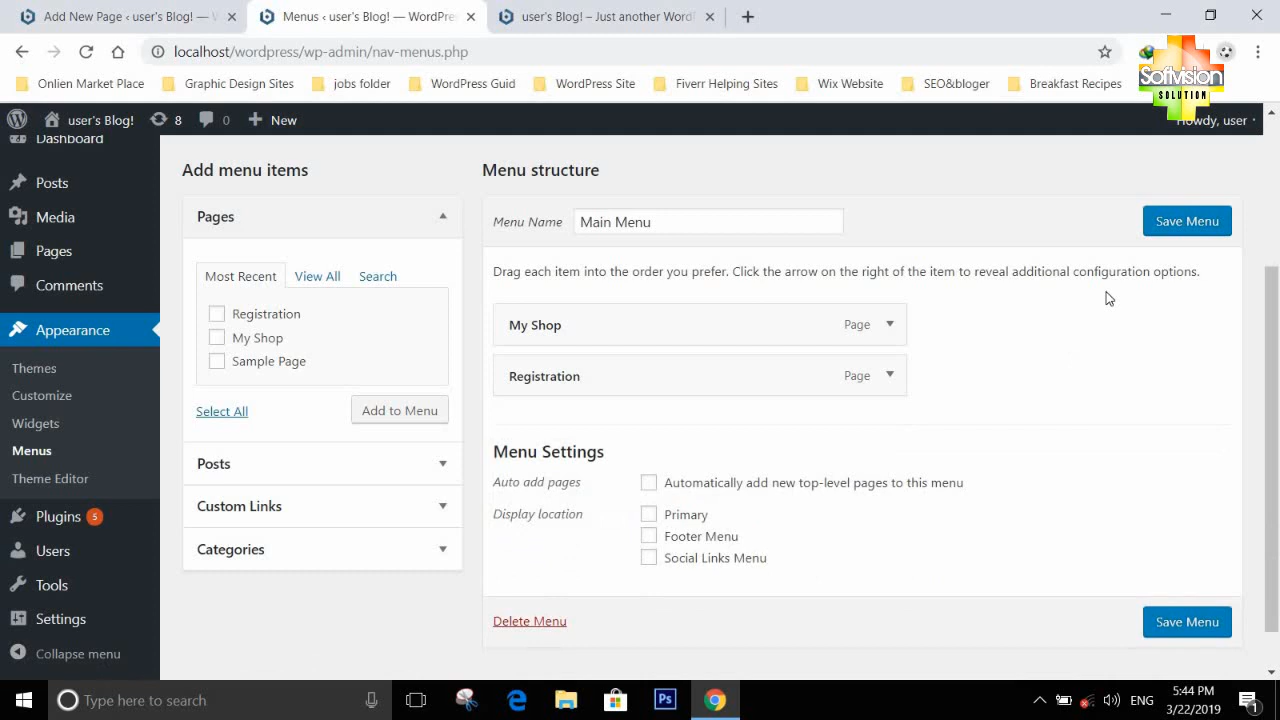 Add New Page ‹ user's Blog! — W
Menus ‹ user's Blog! — WordPres
user's Blog! – Just another Word
localhost/wordpress/wp-admin/nav-menus.php
Onlien Market Place
Graphic Design Sites
jobs folder
WordPress Guid
WordPress Site
Fiverr Helping Sites
Wix Website
SEO&bloger
Breakfast Recipes
SoftVision
SOLUTION
user's Blog!
8
0
New
Howdy, user
Dashboard
Posts
Media
Pages
Comments
Appearance
Themes
Customize
Widgets
Menus
Theme Editor
Plugins 5
Users
Tools
Settings
Collapse menu
Add menu items
Pages
Most Recent
View All
Search
Registration
My Shop
Sample Page
Select All
Add to Menu
Posts
Custom Links
Categories
Menu structure
Menu Name
Main Menu
Save Menu
Drag each item into the order you prefer. Click the arrow on the right of the item to reveal additional configuration options.
My Shop
Page
Registration
Page
Menu Settings
Auto add pages
Automatically add new top-level pages to this menu
Display location
Primary
Footer Menu
Social Links Menu
Delete Menu
Save Menu
Type here to search
Ps
ENG
5:44 PM
3/22/2019
1